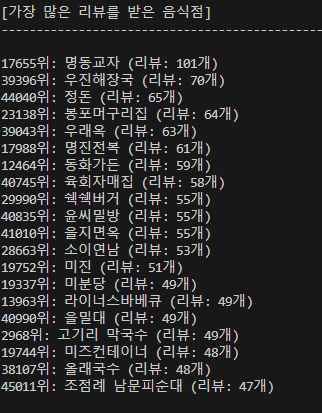 [가장 많은 리뷰를 받은 음식점]
--------------------------------------------------
17655위: 명동교자 (리뷰: 101개)
39396위: 우진해장국 (리뷰: 70개)
44040위: 정돈 (리뷰: 65개)
23138위: 봉포머구리집 (리뷰: 64개)
39043위: 우래옥 (리뷰: 63개)
17988위: 명진전복 (리뷰: 61개)
12464위: 동화가든 (리뷰: 59개)
40745위: 육회자매집 (리뷰: 58개)
29990위: 쉑쉑버거 (리뷰: 55개)
40835위: 윤씨밀방 (리뷰: 55개)
41010위: 을지면옥 (리뷰: 55개)
28663위: 소이연남 (리뷰: 53개)
19752위: 미진 (리뷰: 51개)
19337위: 미분당 (리뷰: 49개)
13963위: 라이너스바베큐 (리뷰: 49개)
40990위: 을밀대 (리뷰: 49개)
2968위: 고기리 막국수 (리뷰: 49개)
19744위: 미즈컨테이너 (리뷰: 48개)
38107위: 올래국수 (리뷰: 48개)
45011위: 조점례 남문피순대 (리뷰: 47개)